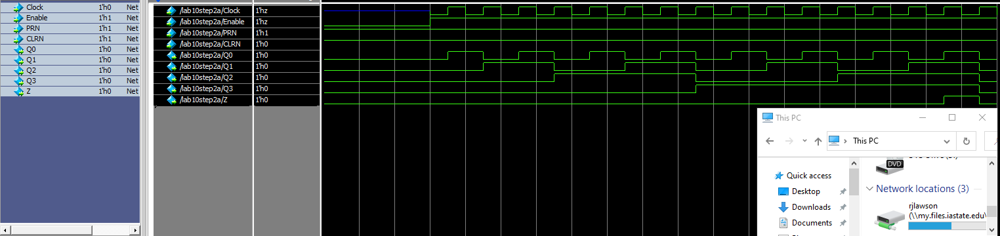 Clock 1'h0 Net
Enable 1'h1 Net
PRN 1'h1 Net
CLRN 1'h1 Net
Q0 1'h0 Net
Q1 1'h0 Net
Q2 1'h0 Net
Q3 1'h0 Net
Z 1'h0 Net
/lab10step2a/Clock 1'hz
/lab10step2a/Enable 1'hz
/lab10step2a/PRN 1'h1
/lab10step2a/CLRN 1'h0
/lab10step2a/Q0 1'h0
/lab10step2a/Q1 1'h0
/lab10step2a/Q2 1'h0
/lab10step2a/Q3 1'h0
/lab10step2a/Z 1'h0
This PC
This PC
Quick access
Desktop
Downloads
Documents
DVD
Network locations (3)
rjlawson
(\\my.files.iastate.edu\